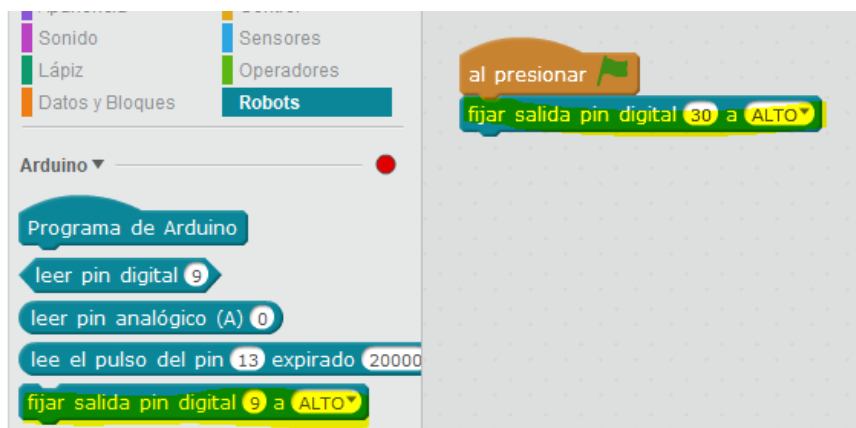 Sonido Sensores
Lápiz Operadores
Datos y Bloques Robots
Arduino
Programa de Arduino
leer pin digital 9
leer pin analógico (A) 0
lee el pulso del pin 13 expirado 20000
fijar salida pin digital 9 a ALTO
al presionar
fijar salida pin digital 30 a ALTO